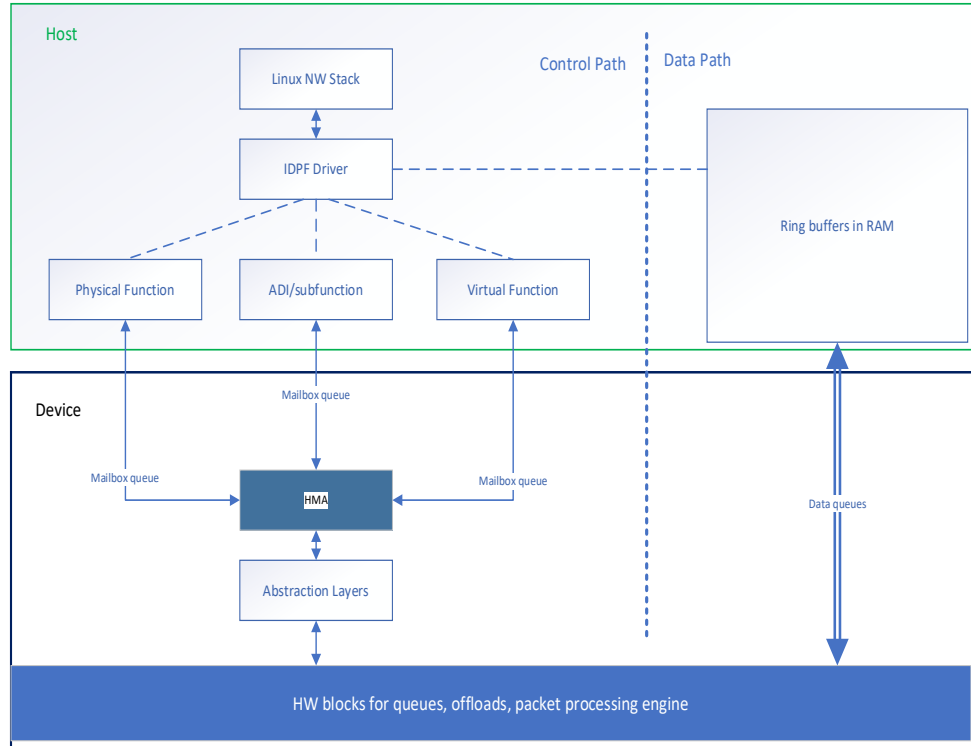 Host
Control Path
Data Path
Linux NW Stack
IDPF Driver
Ring buffers in RAM
Physical Function
ADI/subfunction
Virtual Function
Mailbox queue
Device
Mailbox queue
Mailbox queue
HMA
Data queues
Abstraction Layers
HW blocks for queues, offloads, packet processing engine